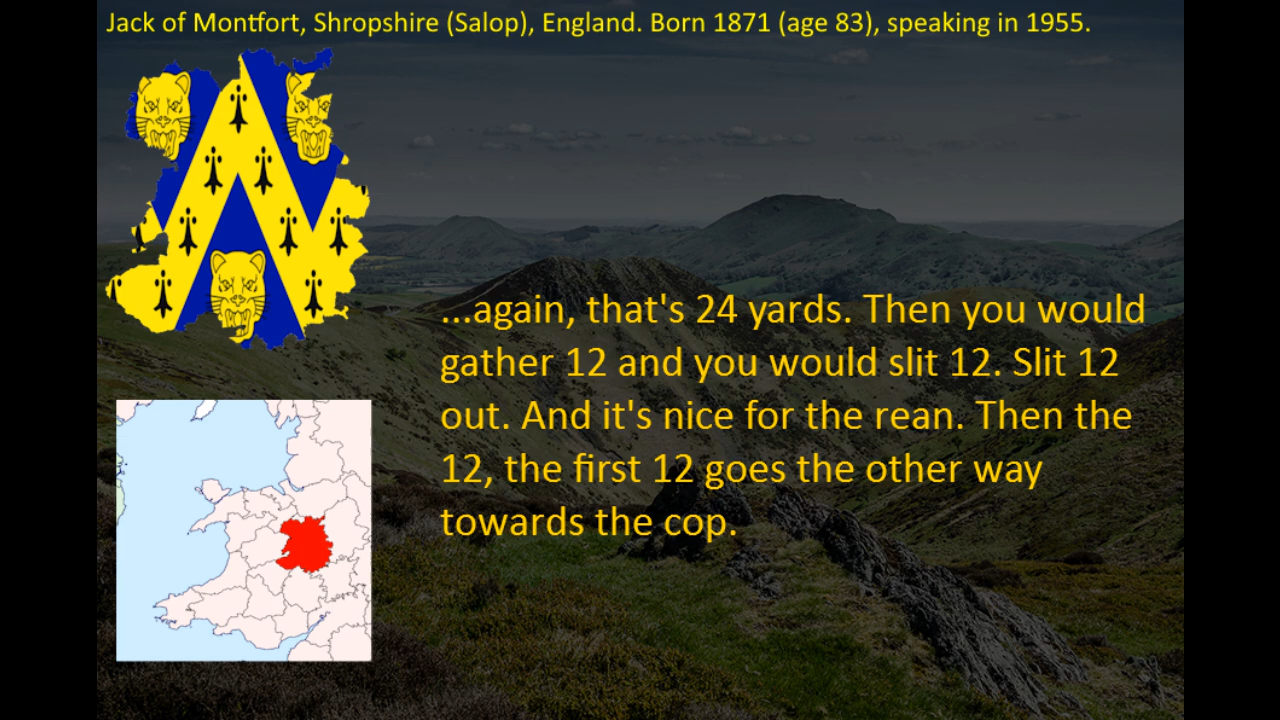 Jack of Montfort, Shropshire (Salop), England. Born 1871 (age 83), speaking in 1955.
...again, that's 24 yards. Then you would
gather 12 and you would slit 12. Slit 12
out. And it's nice for the rean. Then the
12, the first 12 goes the other way
towards the cop.